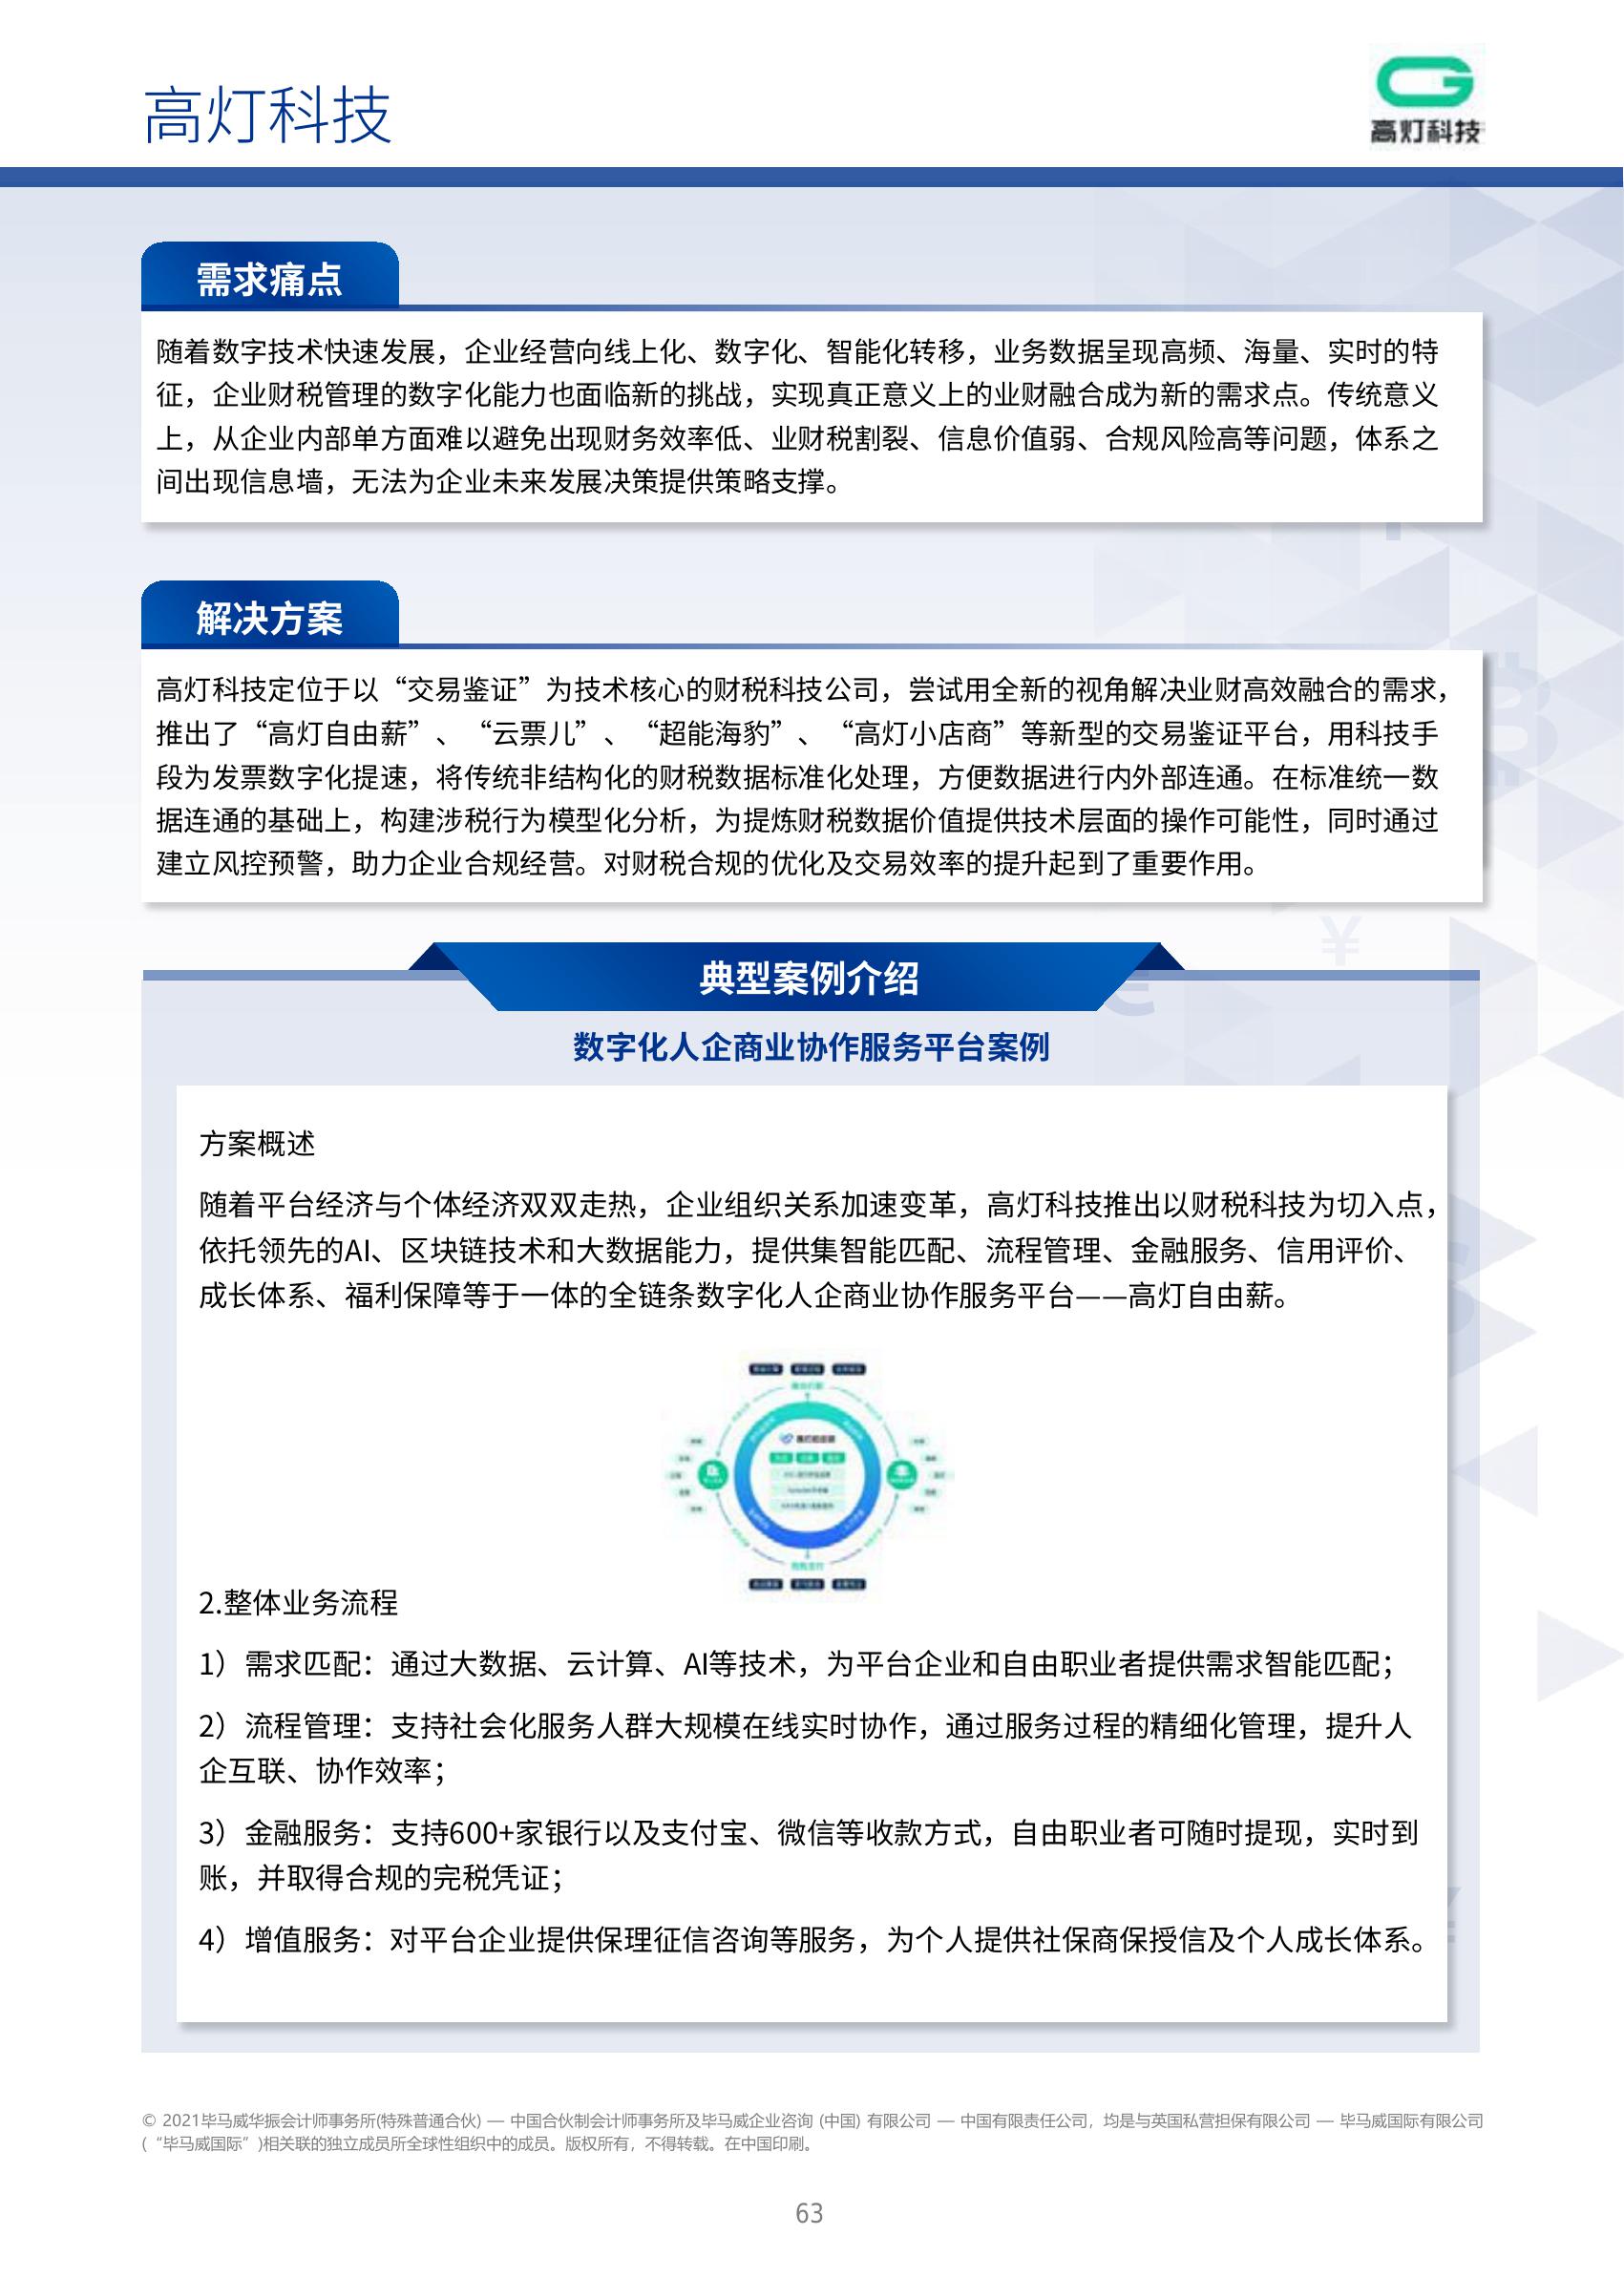 高灯科技
高灯科技
需求痛点
随着数字技术快速发展，企业经营向线上化、数字化、智能化转移，业务数据呈现高频、海量、实时的特
征，企业财税管理的数字化能力也面临新的挑战，实现真正意义上的业财融合成为新的需求点。传统意义
上，从企业内部单方面难以避免出现财务效率低、业财税割裂、信息价值弱、合规风险高等问题，体系之
间出现信息墙，无法为企业未来发展决策提供策略支撑。
解决方案
高灯科技定位于以“交易鉴证”为技术核心的财税科技公司，尝试用全新的视角解决业财高效融合的需求，
推出了“高灯自由薪”、“云票儿”、“超能海豹”、“高灯小店商”等新型的交易鉴证平台，用科技手
段为发票数字化提速，将传统非结构化的财税数据标准化处理，方便数据进行内外部连通。在标准统一数
据连通的基础上，构建涉税行为模型化分析，为提炼财税数据价值提供技术层面的操作可能性，同时通过
建立风控预警，助力企业合规经营。对财税合规的优化及交易效率的提升起到了重要作用。
典型案例介绍
数字化人企商业协作服务平台案例
方案概述
随着平台经济与个体经济双双走热，企业组织关系加速变革，高灯科技推出以财税科技为切入点，
依托领先的AI、区块链技术和大数据能力，提供集智能匹配、流程管理、金融服务、信用评价、
成长体系、福利保障等于一体的全链条数字化人企商业协作服务平台——高灯自由薪。
2.整体业务流程
1）需求匹配：通过大数据、云计算、AI等技术，为平台企业和自由职业者提供需求智能匹配；
2）流程管理：支持社会化服务人群大规模在线实时协作，通过服务过程的精细化管理，提升人
企互联、协作效率；
3）金融服务：支持600+家银行以及支付宝、微信等收款方式，自由职业者可随时提现，实时到
账，并取得合规的完税凭证；
4）增值服务：对平台企业提供保理征信咨询等服务，为个人提供社保商保授信及个人成长体系。
© 2021毕马威华振会计师事务所(特殊普通合伙) — 中国合伙制会计师事务所及毕马威企业咨询 (中国) 有限公司 — 中国有限责任公司，均是与英国私营担保有限公司 — 毕马威国际有限公司
(“毕马威国际”)相关联的独立成员所全球性组织中的成员。版权所有，不得转载。在中国印刷。
63